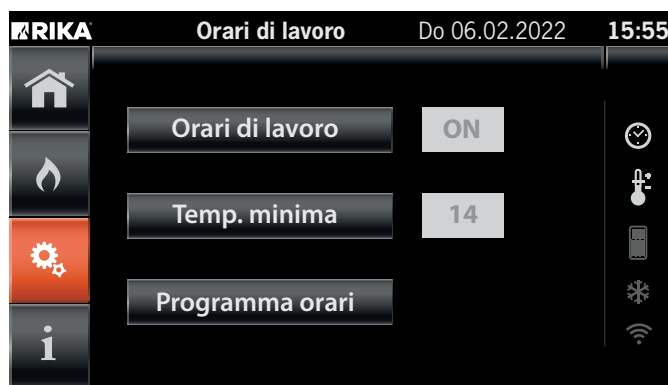 RIKA Orari di lavoro Do 06.02.2022 15:55
Orari di lavoro ON
Temp. minima 14
Programma orari
i